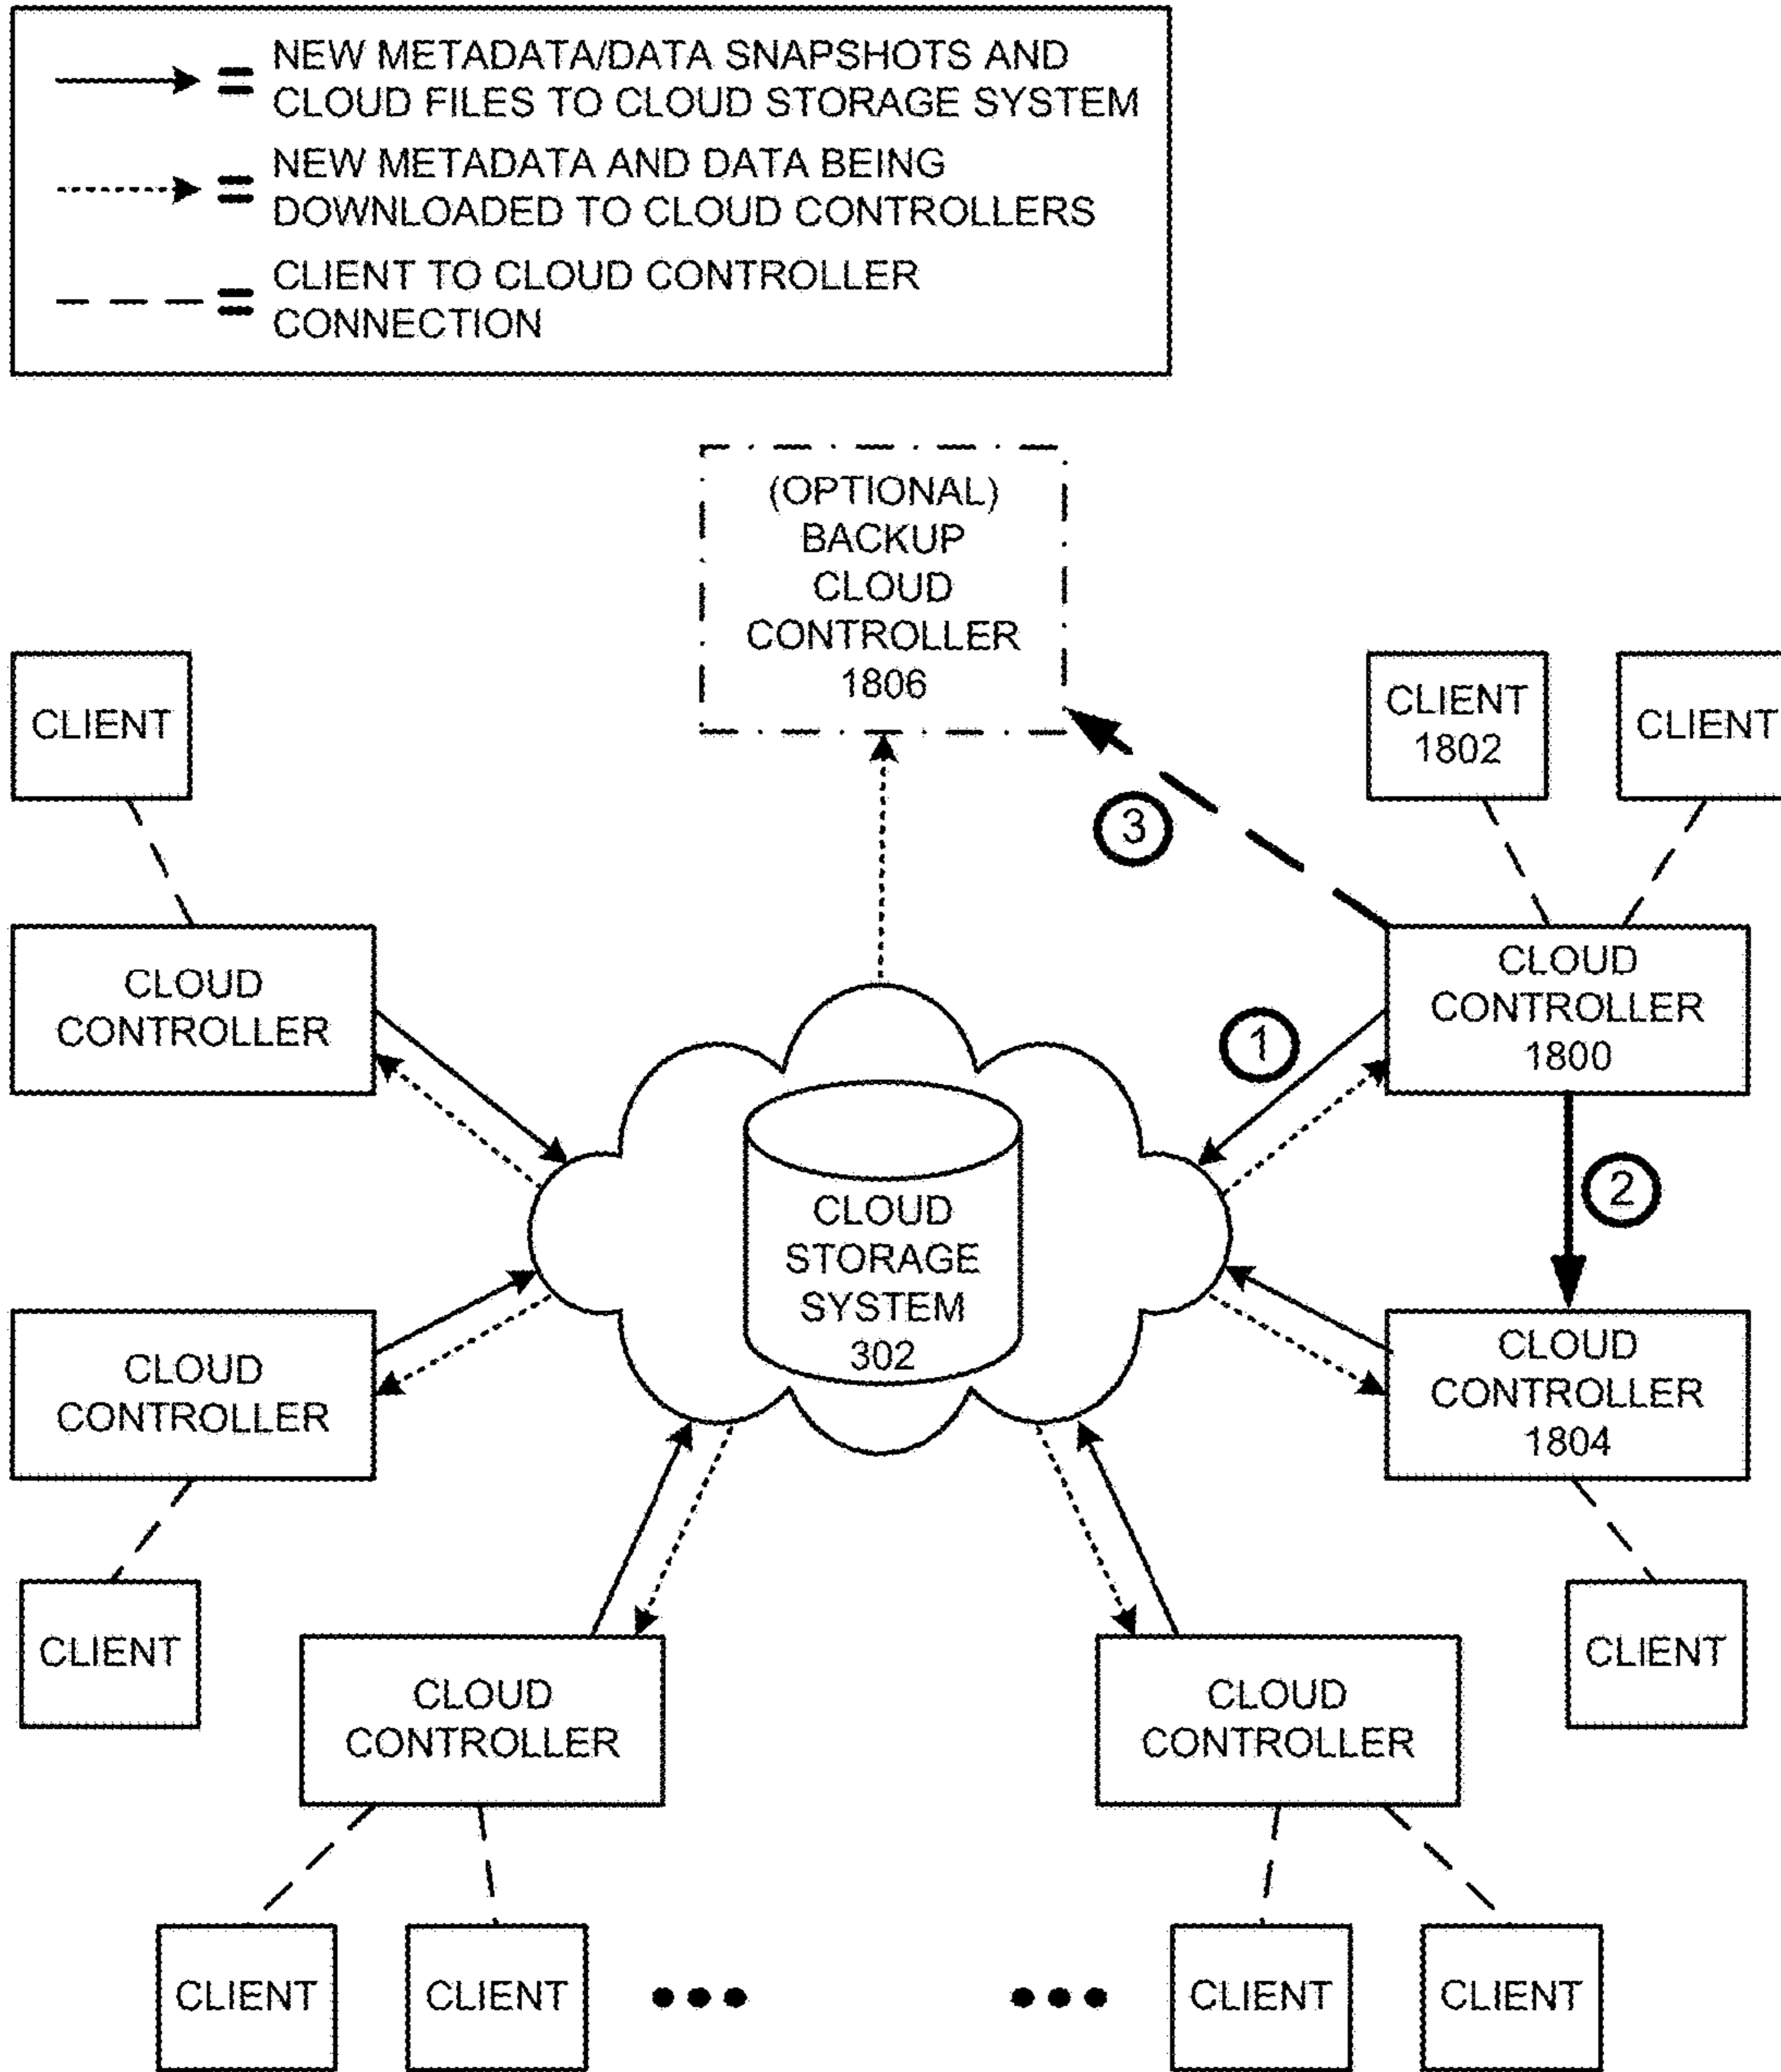 = NEW METADATA/DATA SNAPSHOTS AND
CLOUD FILES TO CLOUD STORAGE SYSTEM
= NEW METADATA AND DATA BEING
DOWNLOADED TO CLOUD CONTROLLERS
= CLIENT TO CLOUD CONTROLLER
CONNECTION
(OPTIONAL)
BACKUP
CLOUD
CONTROLLER
1806
CLIENT
CLIENT
1802
CLIENT
3
CLOUD
CONTROLLER
CLOUD
CONTROLLER
1800
1
2
CLOUD
STORAGE
SYSTEM
302
CLOUD
CONTROLLER
CLOUD
CONTROLLER
1804
CLIENT
CLIENT
CLOUD
CONTROLLER
CLOUD
CONTROLLER
CLIENT
CLIENT
•••
•••
CLIENT
CLIENT